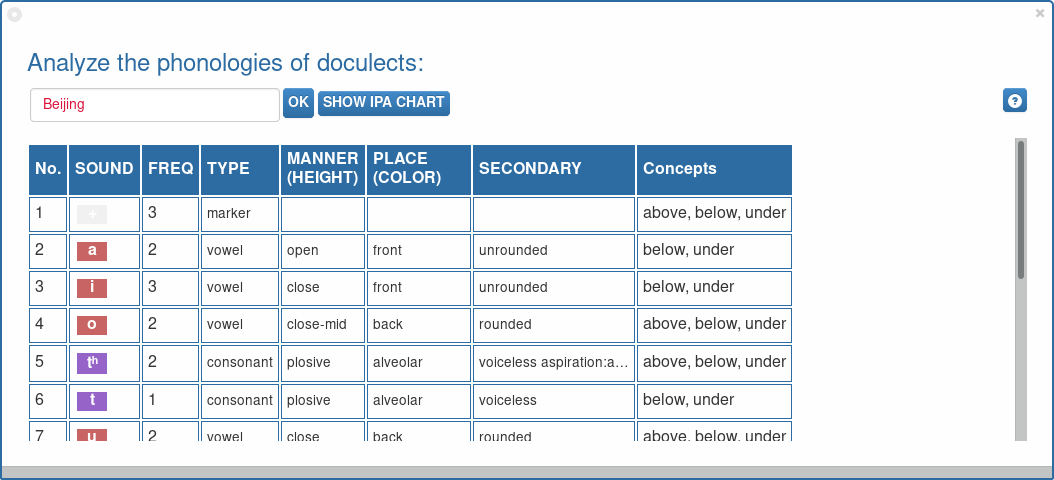 Analyze the phonologies of doculects:
Beijing OK SHOW IPA CHART
No. SOUND FREQ TYPE MANNER (HEIGHT) PLACE (COLOR) SECONDARY Concepts
1 + 3 marker above, below, under
2 a 2 vowel open front unrounded below, under
3 i 3 vowel close front unrounded below, under
4 o 2 vowel close-mid back rounded above, below, under
5 tʰ 2 consonant plosive alveolar voiceless aspiration:a... above, below, under
6 t 1 consonant plosive alveolar voiceless below, under
7 u 2 vowel close back rounded above, below, under